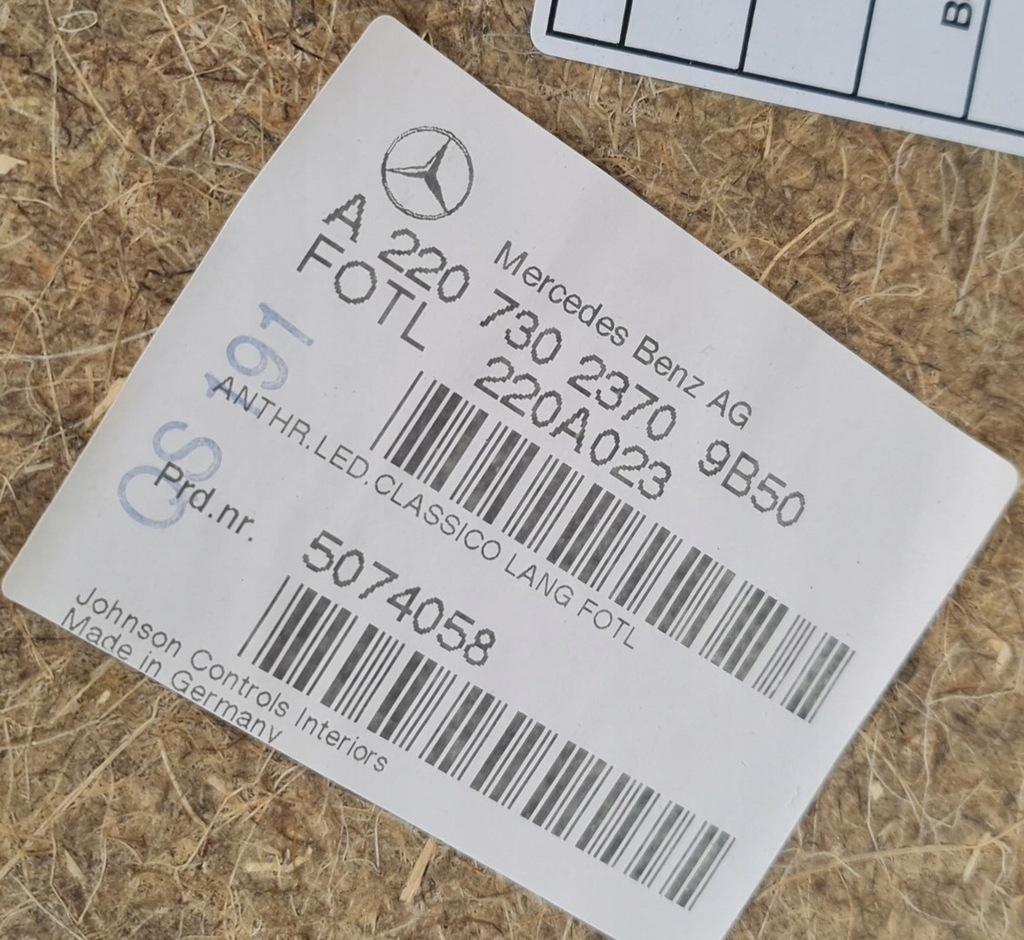 B
Mercedes Benz AG
A 220 730 2370 9B50
FOTL 220A023
ANTHR.LED.CLASSICO LANG FOTL
QS 191
Prd.nr. 5074058
Johnson Controls Interiors
Made in Germany